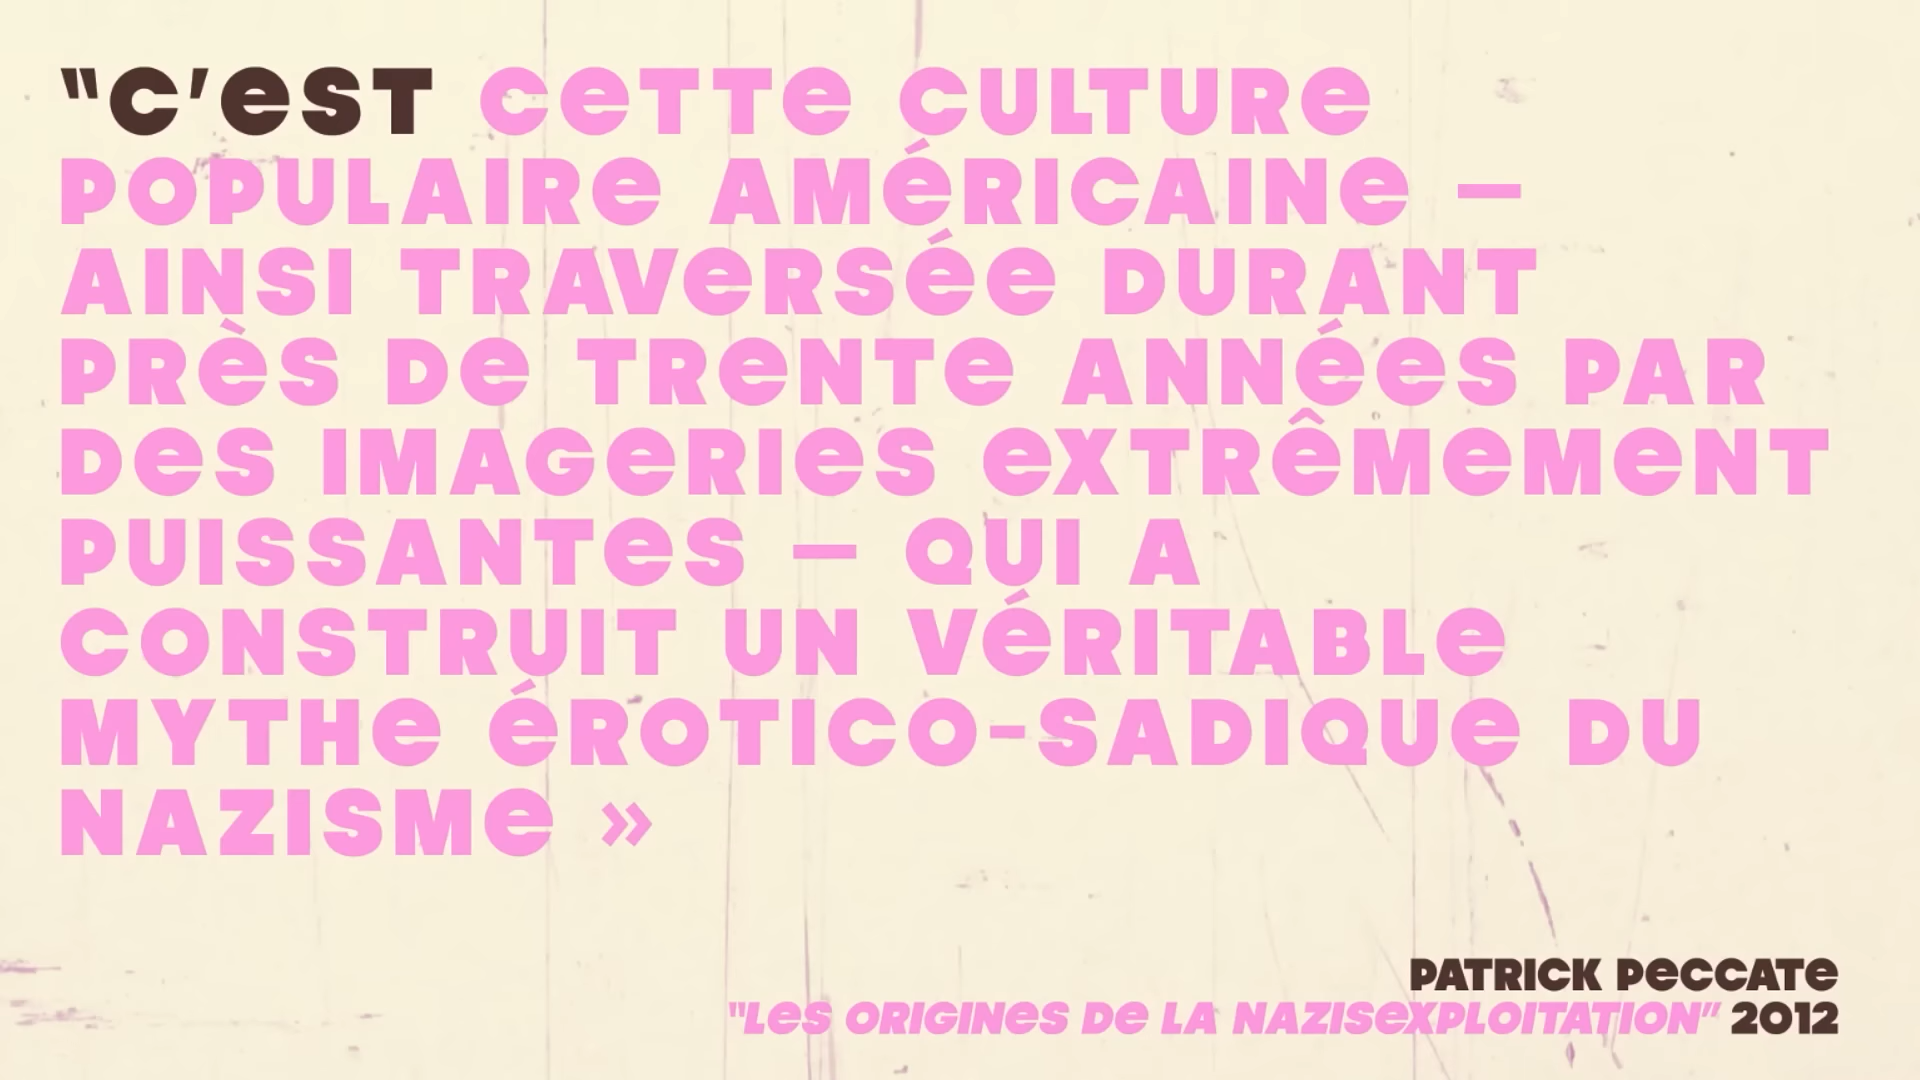 “C’EST CETTE CULTURE
POPULAIRE AMÉRICAINE –
AINSI TRAVERSÉE DURANT
PRÈS DE TRENTE ANNÉES PAR
DES IMAGERIES EXTRÊMEMENT
PUISSANTES – QUI A
CONSTRUIT UN VÉRITABLE
MYTHE ÉROTICO-SADIQUE DU
NAZISME »
PATRICK PECCATE
"LES ORIGINES DE LA NAZISEXPLOITATION" 2012